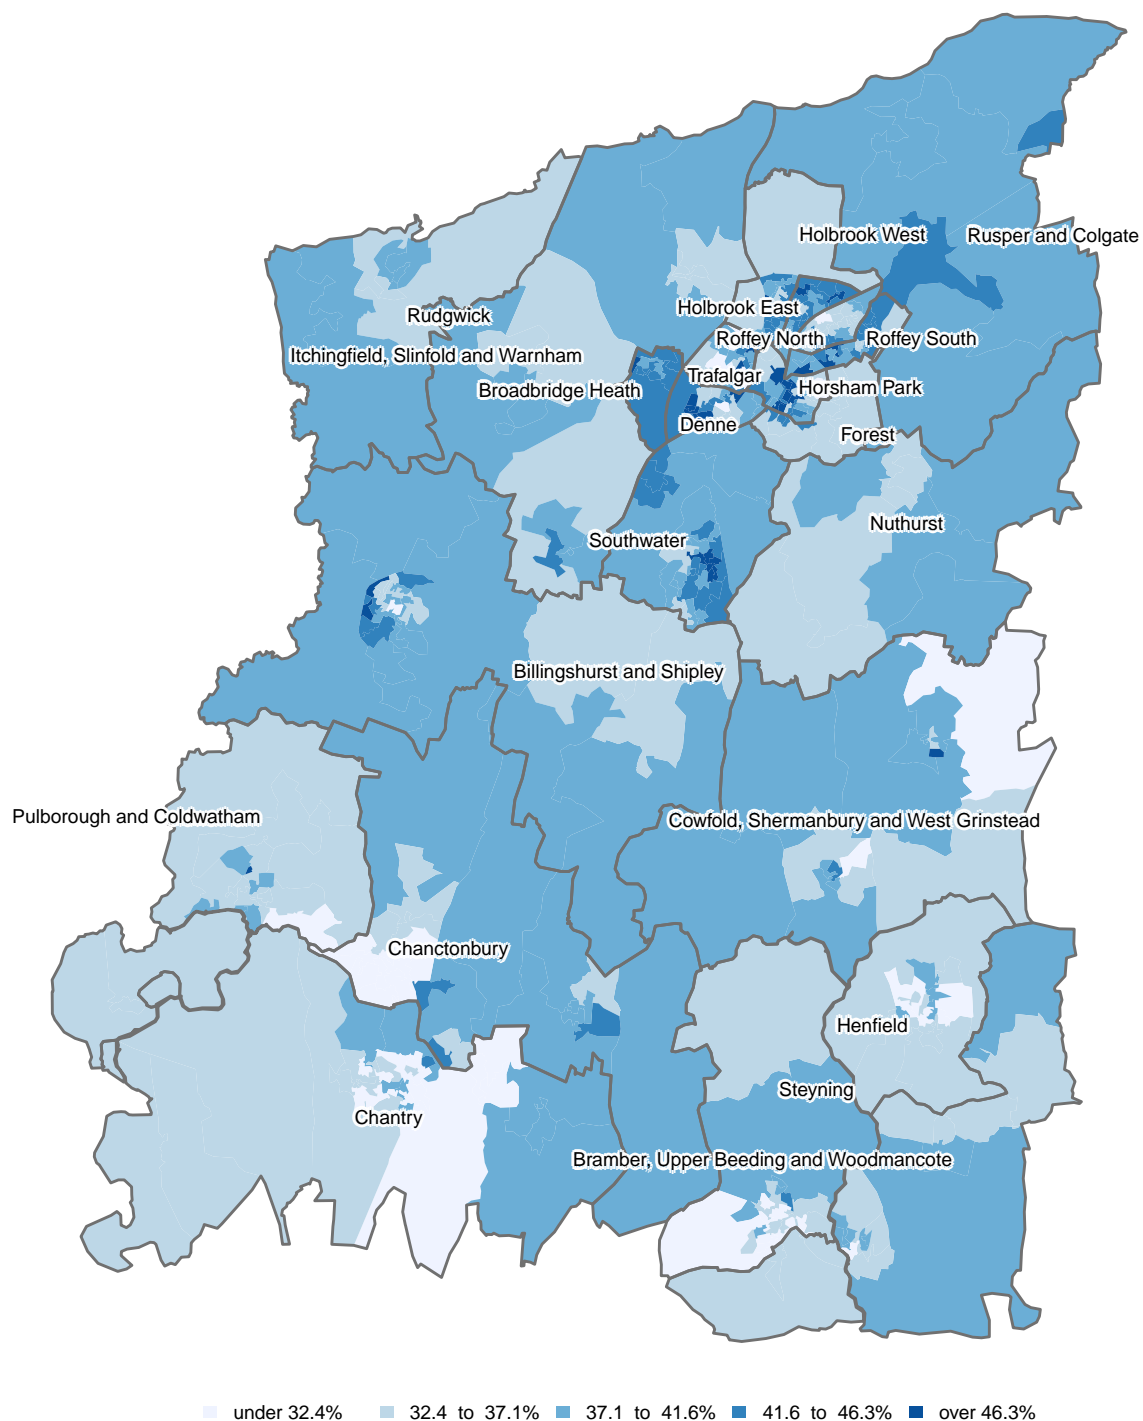 Holbrook West
Rusper and Colgate
Holbrook East
Rudgwick
Roffey North
Roffey South
Itchingfield, Slinfold and Warnham
Trafalgar
Broadbridge Heath
Horsham Park
Denne
Forest
Nuthurst
Southwater
Billingshurst and Shipley
Pulborough and Coldwatham
Cowfold, Shermanbury and West Grinstead
Chanctonbury
Henfield
Steyning
Chantry
Bramber, Upper Beeding and Woodmancote
under 32.4% 32.4 to 37.1% 37.1 to 41.6% 41.6 to 46.3% over 46.3%